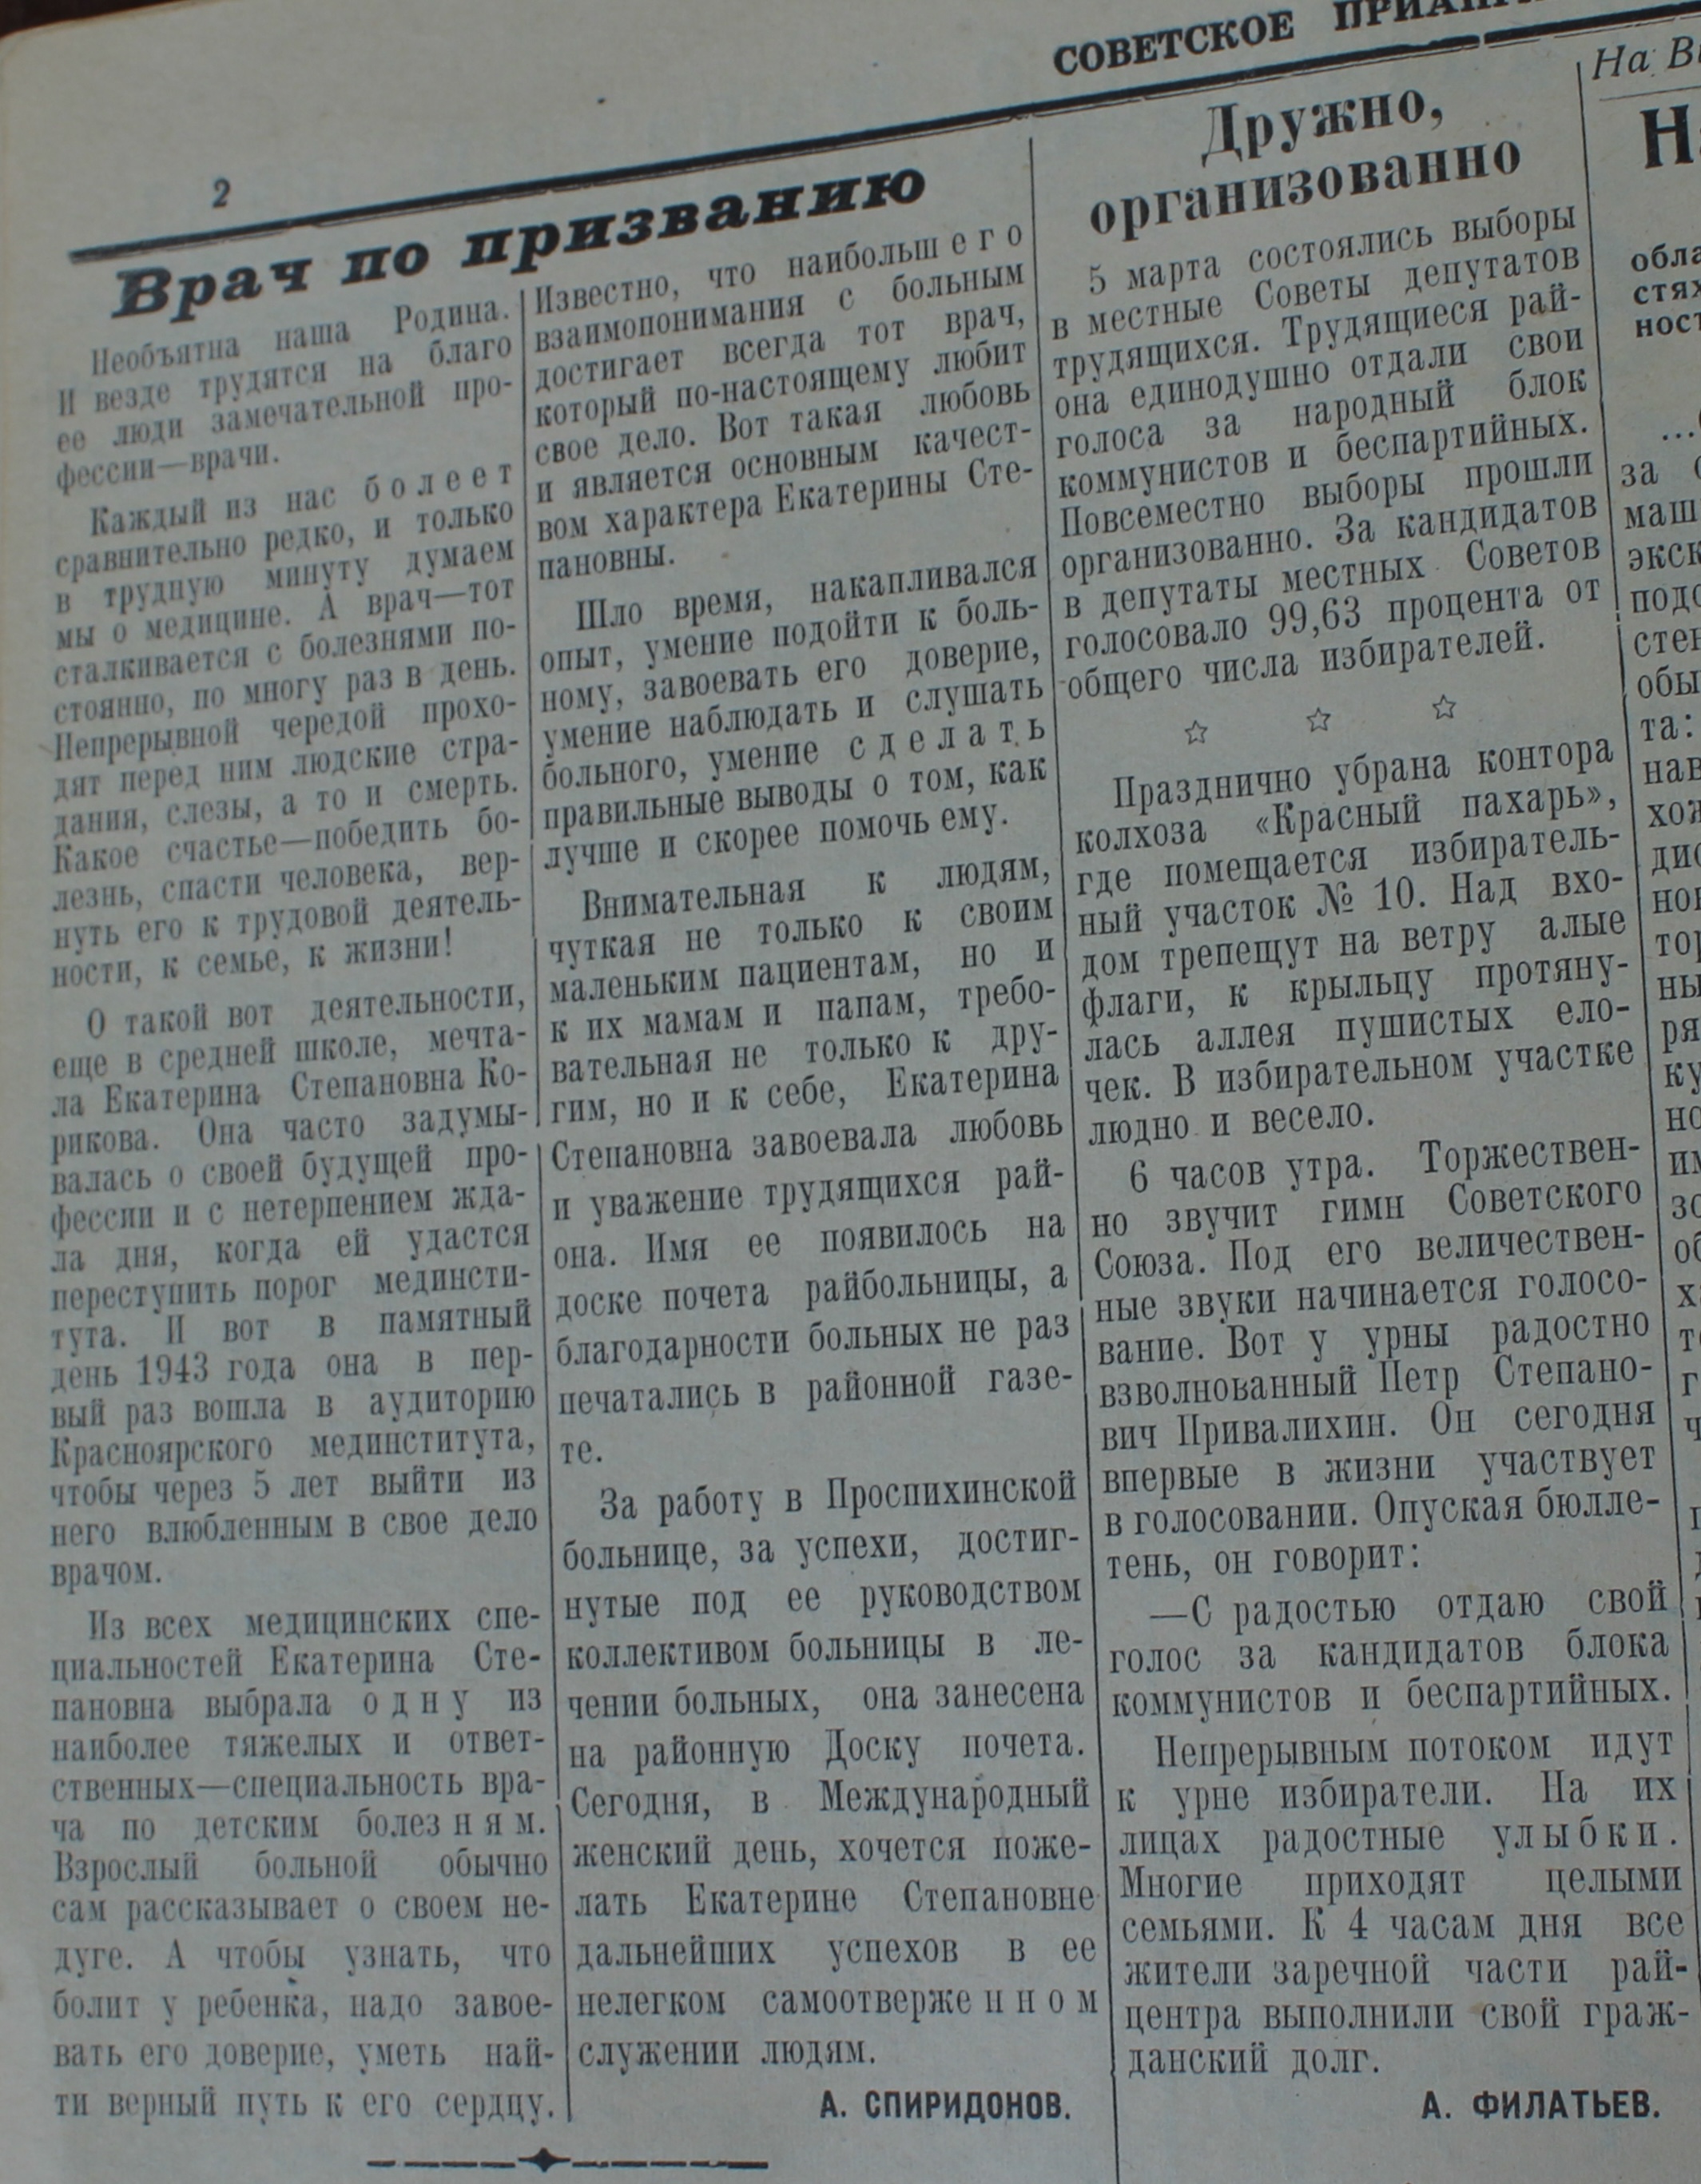 2
СОВЕТСКОЕ
Врач по призванию
Необъятна наша Родина.
И везде трудятся на благо
ее люди замечательной про-
фессии—врачи.
Каждый из нас болеет
сравнительно редко, и только
в трудную минуту думаем
мы о медицине. А врач—тот
сталкивается с болезнями по-
стоянно, по многу раз в день.
Непрерывной чередой прохо-
дят перед ним людские стра-
дания, слезы, а то и смерть.
Какое счастье—победить бо-
лезнь, спасти человека, вер-
нуть его к трудовой деятель-
ности, к семье, к жизни!
О такой вот деятельности,
еще в средней школе, мечта-
ла Екатерина Степановна Ко-
рикова. Она часто задумы-
валась о своей будущей про-
фессии и с нетерпением жда-
ла дня, когда ей удастся
переступить порог мединсти-
тута. И вот в памятный
день 1943 года она в пер-
вый раз вошла в аудиторию
Красноярского мединститута,
чтобы через 5 лет выйти из
него влюбленным в свое дело
врачом.
Из всех медицинских спе-
циальностей Екатерина Сте-
пановна выбрала одну из
наиболее тяжелых и ответ-
ственных—специальность вра-
ча по детским болезням.
Взрослый больной обычно
сам рассказывает о своем не-
дуге. А чтобы узнать, что
болит у ребенка, надо завое-
вать его доверие, уметь най-
ти верный путь к его сердцу.
Известно, что наибольшего
взаимопонимания с больным
достигает всегда тот врач,
который по-настоящему любит
свое дело. Вот такая любовь
и является основным качест-
вом характера Екатерины Сте-
пановны.
Шло время, накапливался
опыт, умение подойти к боль-
ному, завоевать его доверие,
умение наблюдать и слушать
больного, умение сделать
правильные выводы о том, как
лучше и скорее помочь ему.
Внимательная к людям,
чуткая не только к своим
маленьким пациентам, но и
к их мамам и папам, требо-
вательная не только к дру-
гим, но и к себе, Екатерина
Степановна завоевала любовь
и уважение трудящихся рай-
она. Имя ее появилось на
доске почета райбольницы, а
благодарности больных не раз
печатались в районной газе-
те.
За работу в Проспихинской
больнице, за успехи, достиг-
нутые под ее руководством
коллективом больницы в ле-
чении больных, она занесена
на районную Доску почета.
Сегодня, в Международный
женский день, хочется поже-
лать Екатерине Степановне
дальнейших успехов в ее
нелегком самоотверженном
служении людям.
А. СПИРИДОНОВ.
Дружно,
организованно
5 марта состоялись выборы
в местные Советы депутатов
трудящихся. Трудящиеся рай-
она единодушно отдали свои
голоса за народный блок
коммунистов и беспартийных.
Повсеместно выборы прошли
организованно. За кандидатов
в депутаты местных Советов
голосовало 99,63 процента от
общего числа избирателей.
☆ ☆ ☆
Празднично убрана контора
колхоза «Красный пахарь»,
где помещается избиратель-
ный участок № 10. Над вхо-
дом трепещут на ветру алые
флаги, к крыльцу протяну-
лась аллея пушистых ело-
чек. В избирательном участке
людно и весело.
6 часов утра. Торжествен-
но звучит гимн Советского
Союза. Под его величествен-
ные звуки начинается голосо-
вание. Вот у урны радостно
взволнованный Петр Степано-
вич Привалихин. Он сегодня
впервые в жизни участвует
в голосовании. Опуская бюлле-
тень, он говорит:
—С радостью отдаю свой
голос за кандидатов блока
коммунистов и беспартийных.
Непрерывным потоком идут
к урне избиратели. На их
лицах радостные улыбки.
Многие приходят целыми
семьями. К 4 часам дня все
жители заречной части рай-
центра выполнили свой граж-
данский долг.
А. ФИЛАТЬЕВ.
На